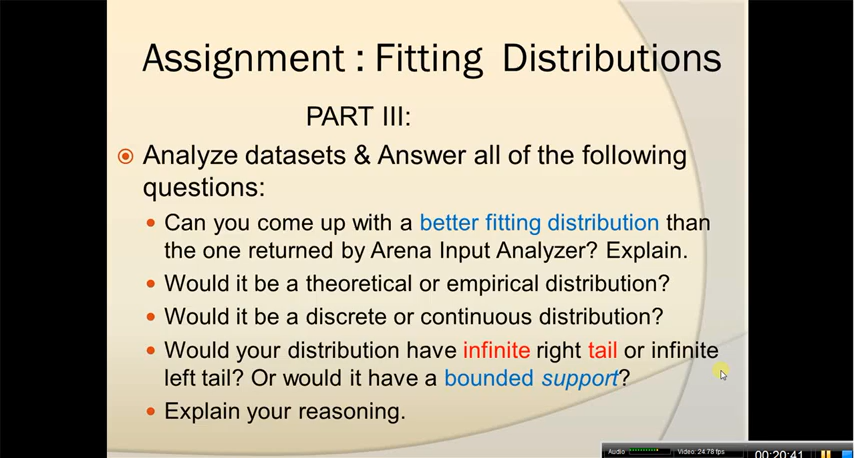 Assignment : Fitting Distributions
PART III:
Analyze datasets & Answer all of the following
questions:
Can you come up with a better fitting distribution than
the one returned by Arena Input Analyzer? Explain.
Would it be a theoretical or empirical distribution?
Would it be a discrete or continuous distribution?
Would your distribution have infinite right tail or infinite
left tail? Or would it have a bounded support?
Explain your reasoning.
Audio Video: 24.78 fps 00:20:41